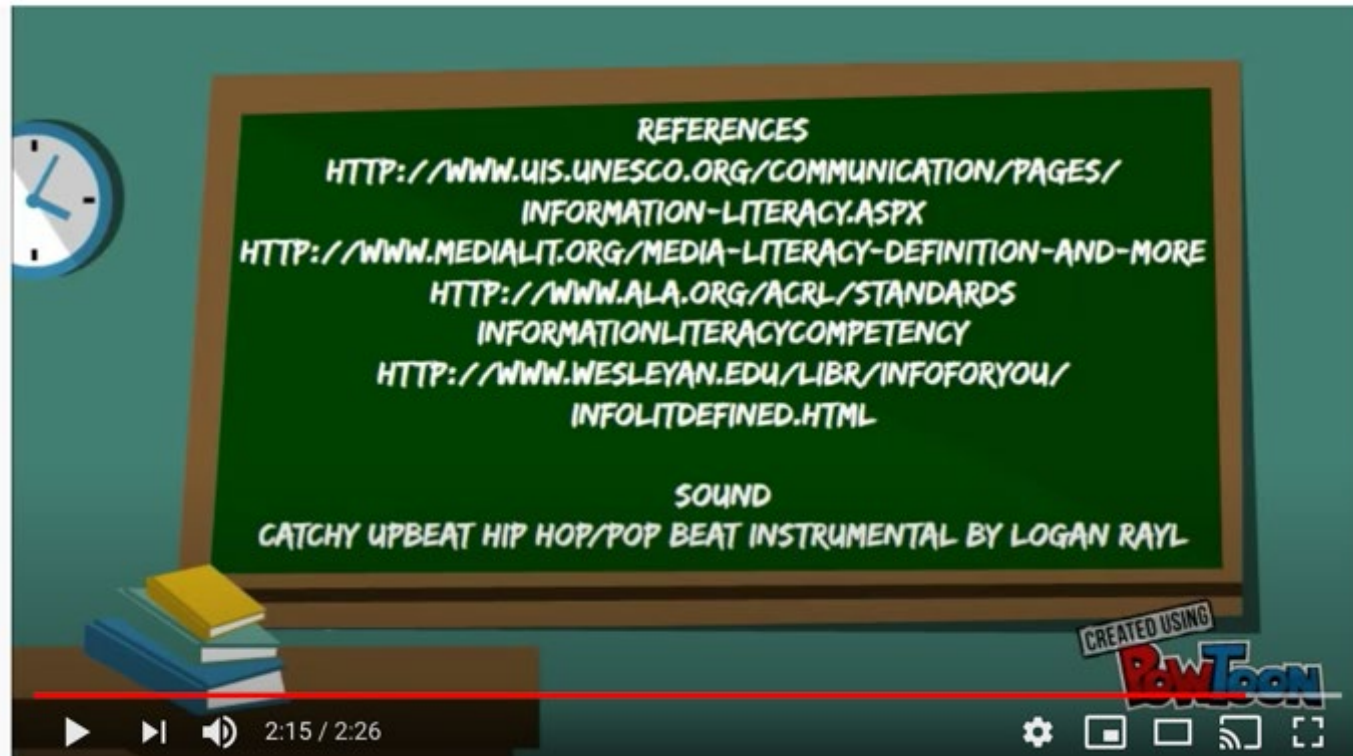 REFERENCES
HTTP://WWW.UIS.UNESCO.ORG/COMMUNICATION/PAGES/
INFORMATION-LITERACY.ASPX
HTTP://WWW.MEDIALIT.ORG/MEDIA-LITERACY-DEFINITION-AND-MORE
HTTP://WWW.ALA.ORG/ACRL/STANDARDS
INFORMATIONLITERACYCOMPETENCY
HTTP://WWW.WESLEYAN.EDU/LIBR/INFOFORYOU/
INFOLITDEFINED.HTML
SOUND
CATCHY UPBEAT HIP HOP/POP BEAT INSTRUMENTAL BY LOGAN RAYL
CREATED USING
POWTOON
2:15 / 2:26